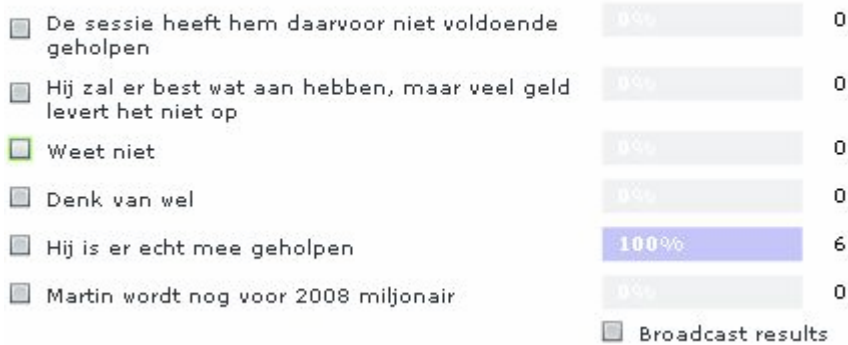 De sessie heeft hem daarvoor niet voldoende 0% 0
geholpen
Hij zal er best wat aan hebben, maar veel geld 0% 0
levert het niet op
Weet niet 0% 0
Denk van wel 0% 0
Hij is er echt mee geholpen 100% 6
Martin wordt nog voor 2008 miljonair 0% 0
Broadcast results